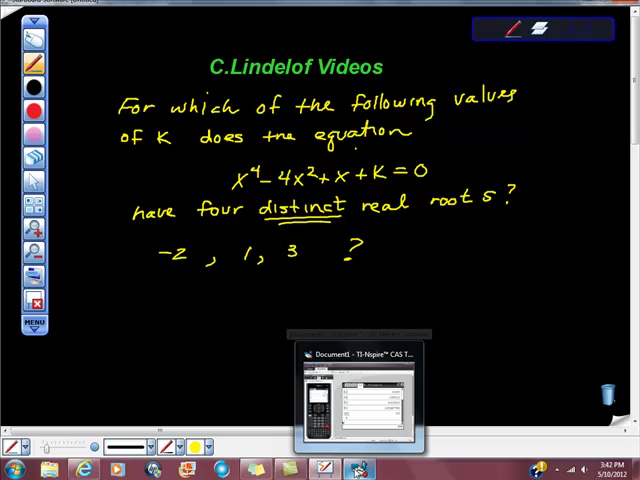 C.Lindelof Videos
For which of the following values
of K does the equation
x⁴ - 4x² + x + K = 0
have four distinct real roots?
-2 , 1, 3 ?
Document1 - TI-Nspire™ CAS T...
MENU
3:42 PM
5/10/2012